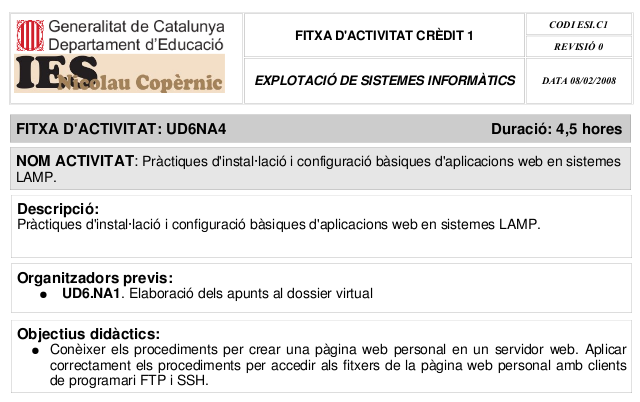 Generalitat de Catalunya
Departament d'Educació
IES
Nicolau Copèrnic
FITXA D'ACTIVITAT CRÈDIT 1
EXPLOTACIÓ DE SISTEMES INFORMÀTICS
CODI ESI.C1
REVISIÓ 0
DATA 08/02/2008
FITXA D'ACTIVITAT: UD6NA4 Duració: 4,5 hores
NOM ACTIVITAT: Pràctiques d'instal·lació i configuració bàsiques d'aplicacions web en sistemes
LAMP.
Descripció:
Pràctiques d'instal·lació i configuració bàsiques d'aplicacions web en sistemes LAMP.
Organitzadors previs:
● UD6.NA1. Elaboració dels apunts al dossier virtual
Objectius didàctics:
● Conèixer els procediments per crear una pàgina web personal en un servidor web. Aplicar
correctament els procediments per accedir als fitxers de la pàgina web personal amb clients
de programari FTP i SSH.